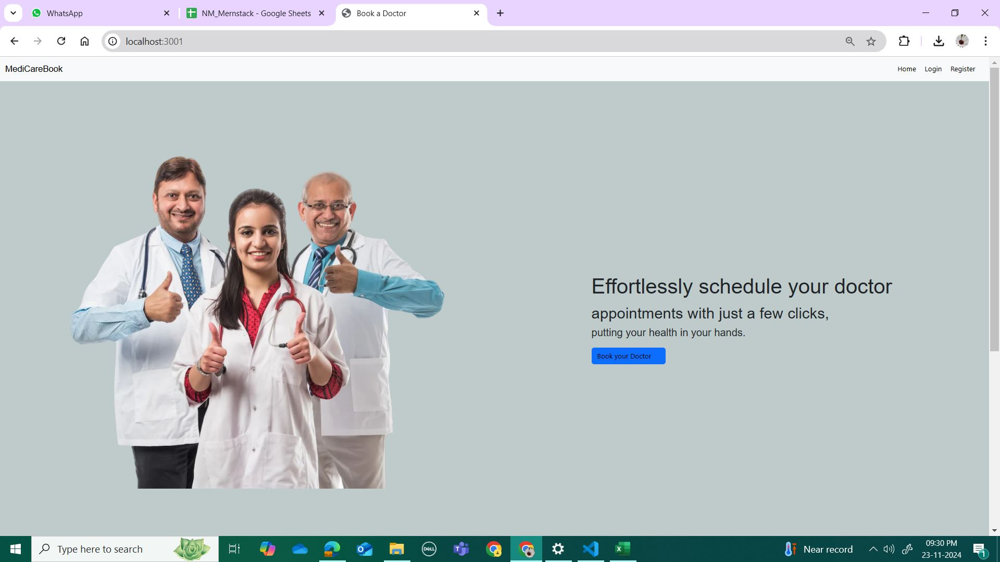 WhatsApp
NM_Mernstack - Google Sheets
Book a Doctor
localhost:3001
MediCareBook
Home
Login
Register
Effortlessly schedule your doctor
appointments with just a few clicks,
putting your health in your hands.
Book your Doctor
Type here to search
DELL
Near record
09:30 PM
23-11-2024
1